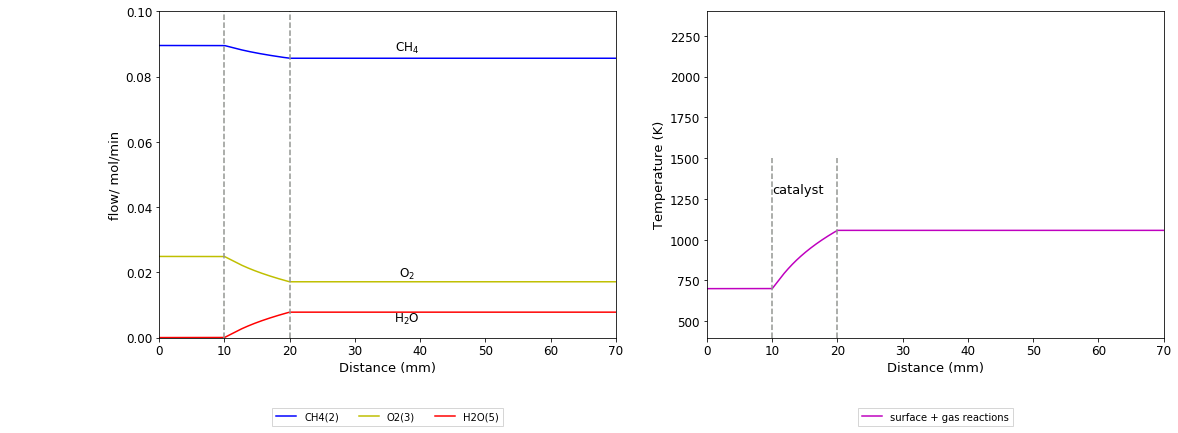 0.10
0.08
0.06
0.04
0.02
0.00
flow/ mol/min
CH₄
O₂
H₂O
0 10 20 30 40 50 60 70
Distance (mm)
CH4(2) O2(3) H2O(5)
2250
2000
1750
1500
1250
1000
750
500
Temperature (K)
catalyst
0 10 20 30 40 50 60 70
Distance (mm)
surface + gas reactions